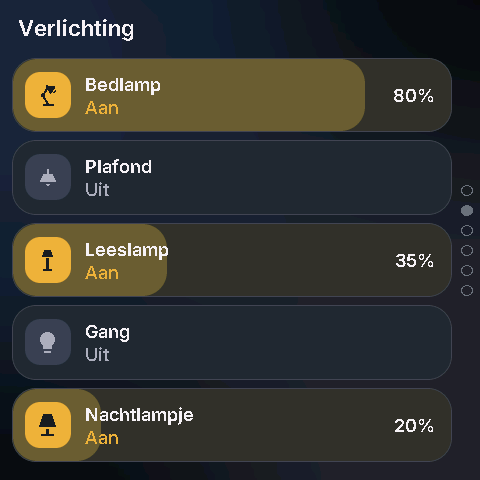 Verlichting
Bedlamp
Aan
80%
Plafond
Uit
Leeslamp
Aan
35%
Gang
Uit
Nachtlampje
Aan
20%